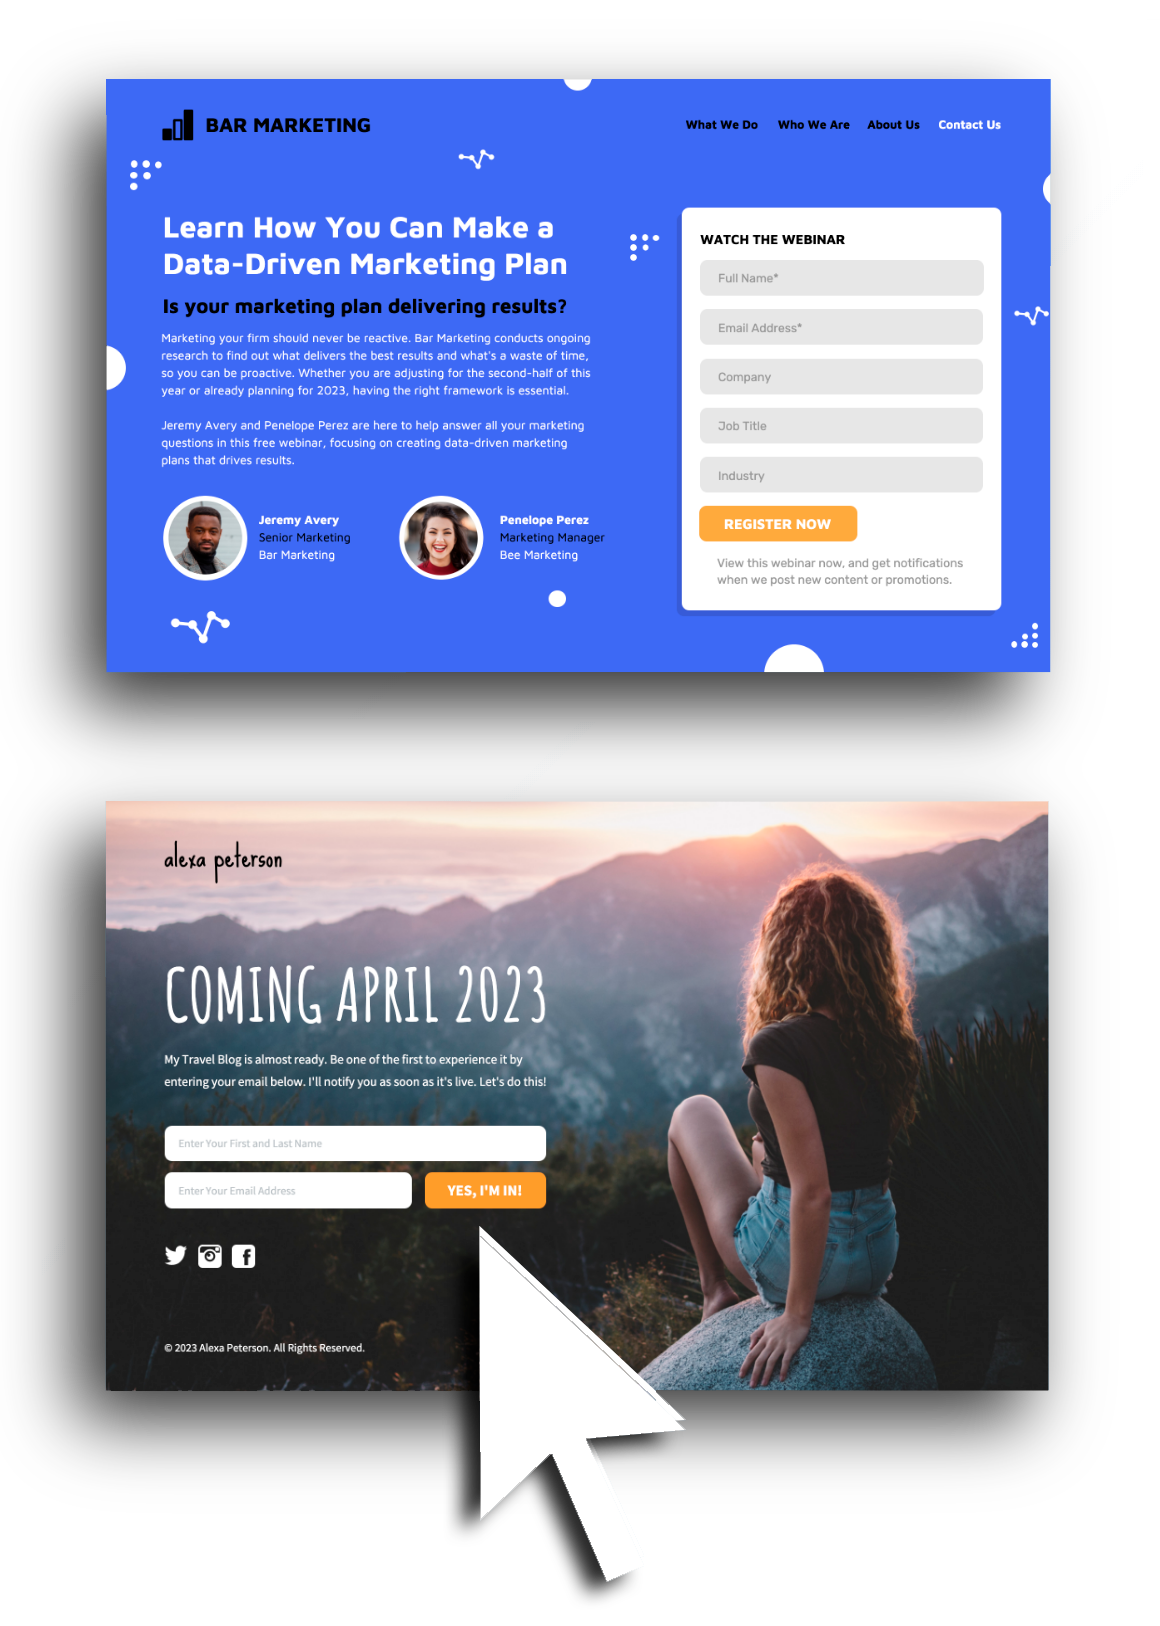 BAR MARKETING
What We Do Who We Are About Us Contact Us
Learn How You Can Make a
Data-Driven Marketing Plan
Is your marketing plan delivering results?
Marketing your firm should never be reactive. Bar Marketing conducts ongoing
research to find out what delivers the best results and what's a waste of time,
so you can be proactive. Whether you are adjusting for the second-half of this
year or already planning for 2023, having the right framework is essential.
Jeremy Avery and Penelope Perez are here to help answer all your marketing
questions in this free webinar, focusing on creating data-driven marketing
plans that drives results.
Jeremy Avery
Senior Marketing
Bar Marketing
Penelope Perez
Marketing Manager
Bee Marketing
WATCH THE WEBINAR
Full Name*
Email Address*
Company
Job Title
Industry
REGISTER NOW
View this webinar now, and get notifications
when we post new content or promotions.
alexa peterson
COMING APRIL 2023
My Travel Blog is almost ready. Be one of the first to experience it by
entering your email below. I'll notify you as soon as it's live. Let's do this!
Enter Your First and Last Name
Enter Your Email Address
YES, I'M IN!
© 2023 Alexa Peterson. All Rights Reserved.